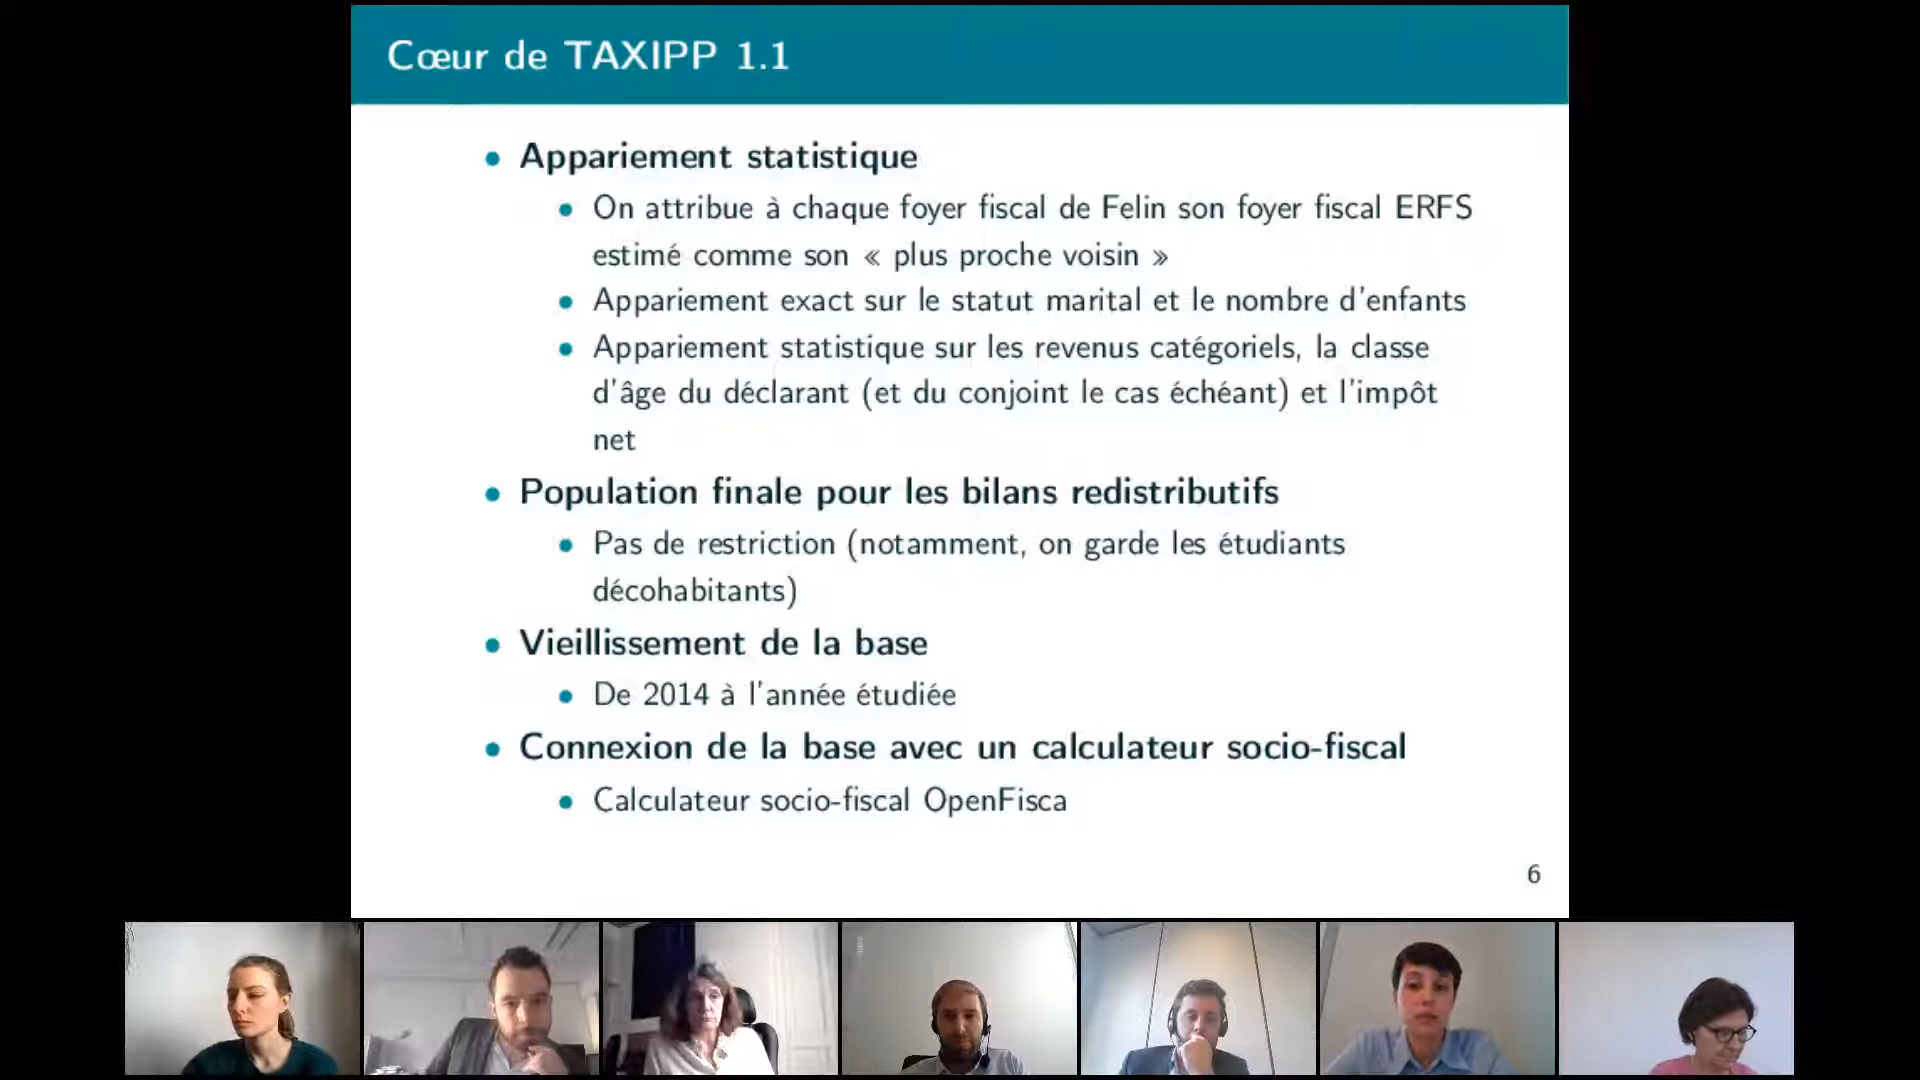 Cœur de TAXIPP 1.1
• Appariement statistique
• On attribue à chaque foyer fiscal de Felin son foyer fiscal ERFS
estimé comme son « plus proche voisin »
• Appariement exact sur le statut marital et le nombre d'enfants
• Appariement statistique sur les revenus catégoriels, la classe
d'âge du déclarant (et du conjoint le cas échéant) et l'impôt
net
• Population finale pour les bilans redistributifs
• Pas de restriction (notamment, on garde les étudiants
décohabitants)
• Vieillissement de la base
• De 2014 à l'année étudiée
• Connexion de la base avec un calculateur socio-fiscal
• Calculateur socio-fiscal OpenFisca
6